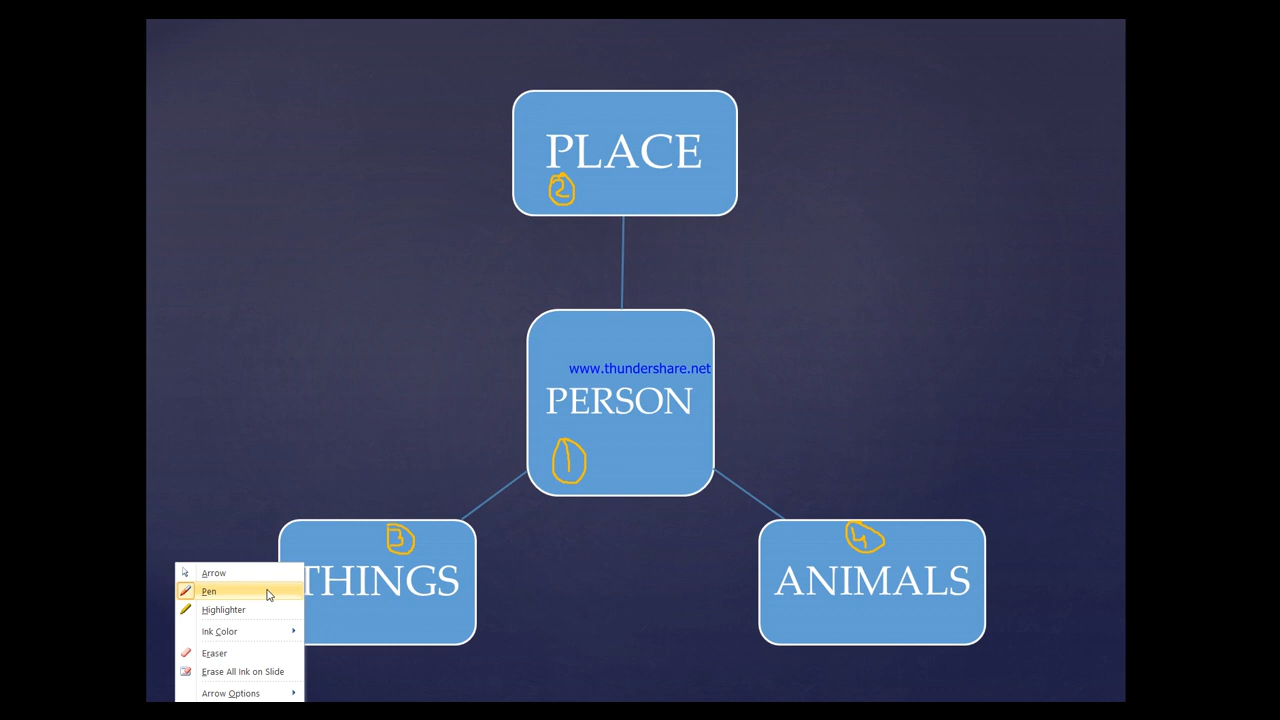 PLACE
2
www.thundershare.net
PERSON
1
3
4
THINGS
ANIMALS
Arrow
Pen
Highlighter
Ink Color
Eraser
Erase All Ink on Slide
Arrow Options